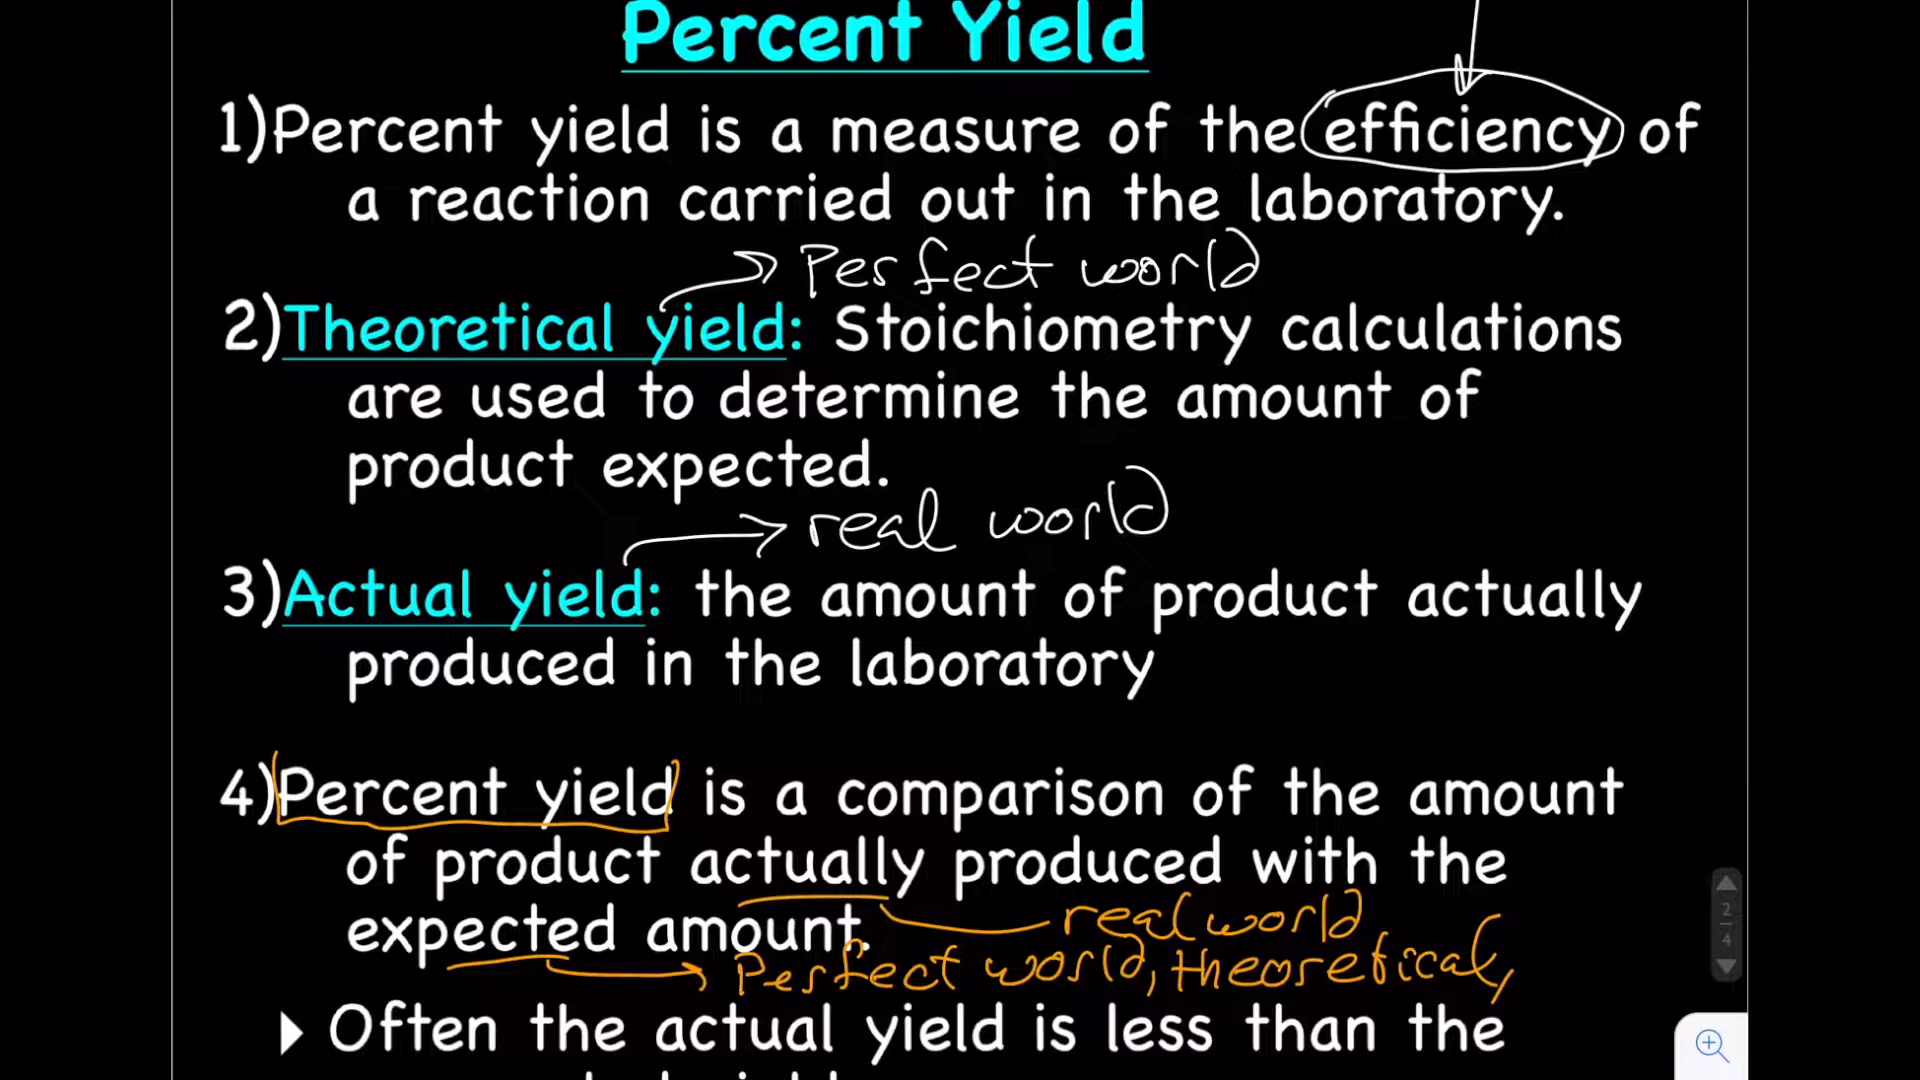 Percent Yield
1)Percent yield is a measure of the efficiency of
a reaction carried out in the laboratory.
Perfect world
2)Theoretical yield: Stoichiometry calculations
are used to determine the amount of
product expected.
real world
3)Actual yield: the amount of product actually
produced in the laboratory
4)Percent yield is a comparison of the amount
of product actually produced with the
real world
expected amount.
Perfect world, theoretical,
Often the actual yield is less than the
2
4